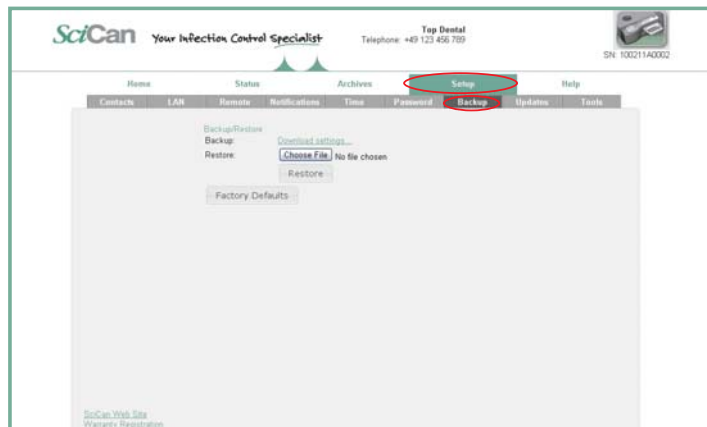 SciCan Your Infection Control Specialist
Top Dental
Telephone: +49 123 456 789
SN: 100211A0002
Home Status Archives Setup Help
Contacts LAN Remote Notifications Time Password Backup Updates Tools
Backup/Restore
Backup: Download settings...
Restore: Choose File No file chosen
Restore
Factory Defaults
SciCan Web Site
Warranty Registration